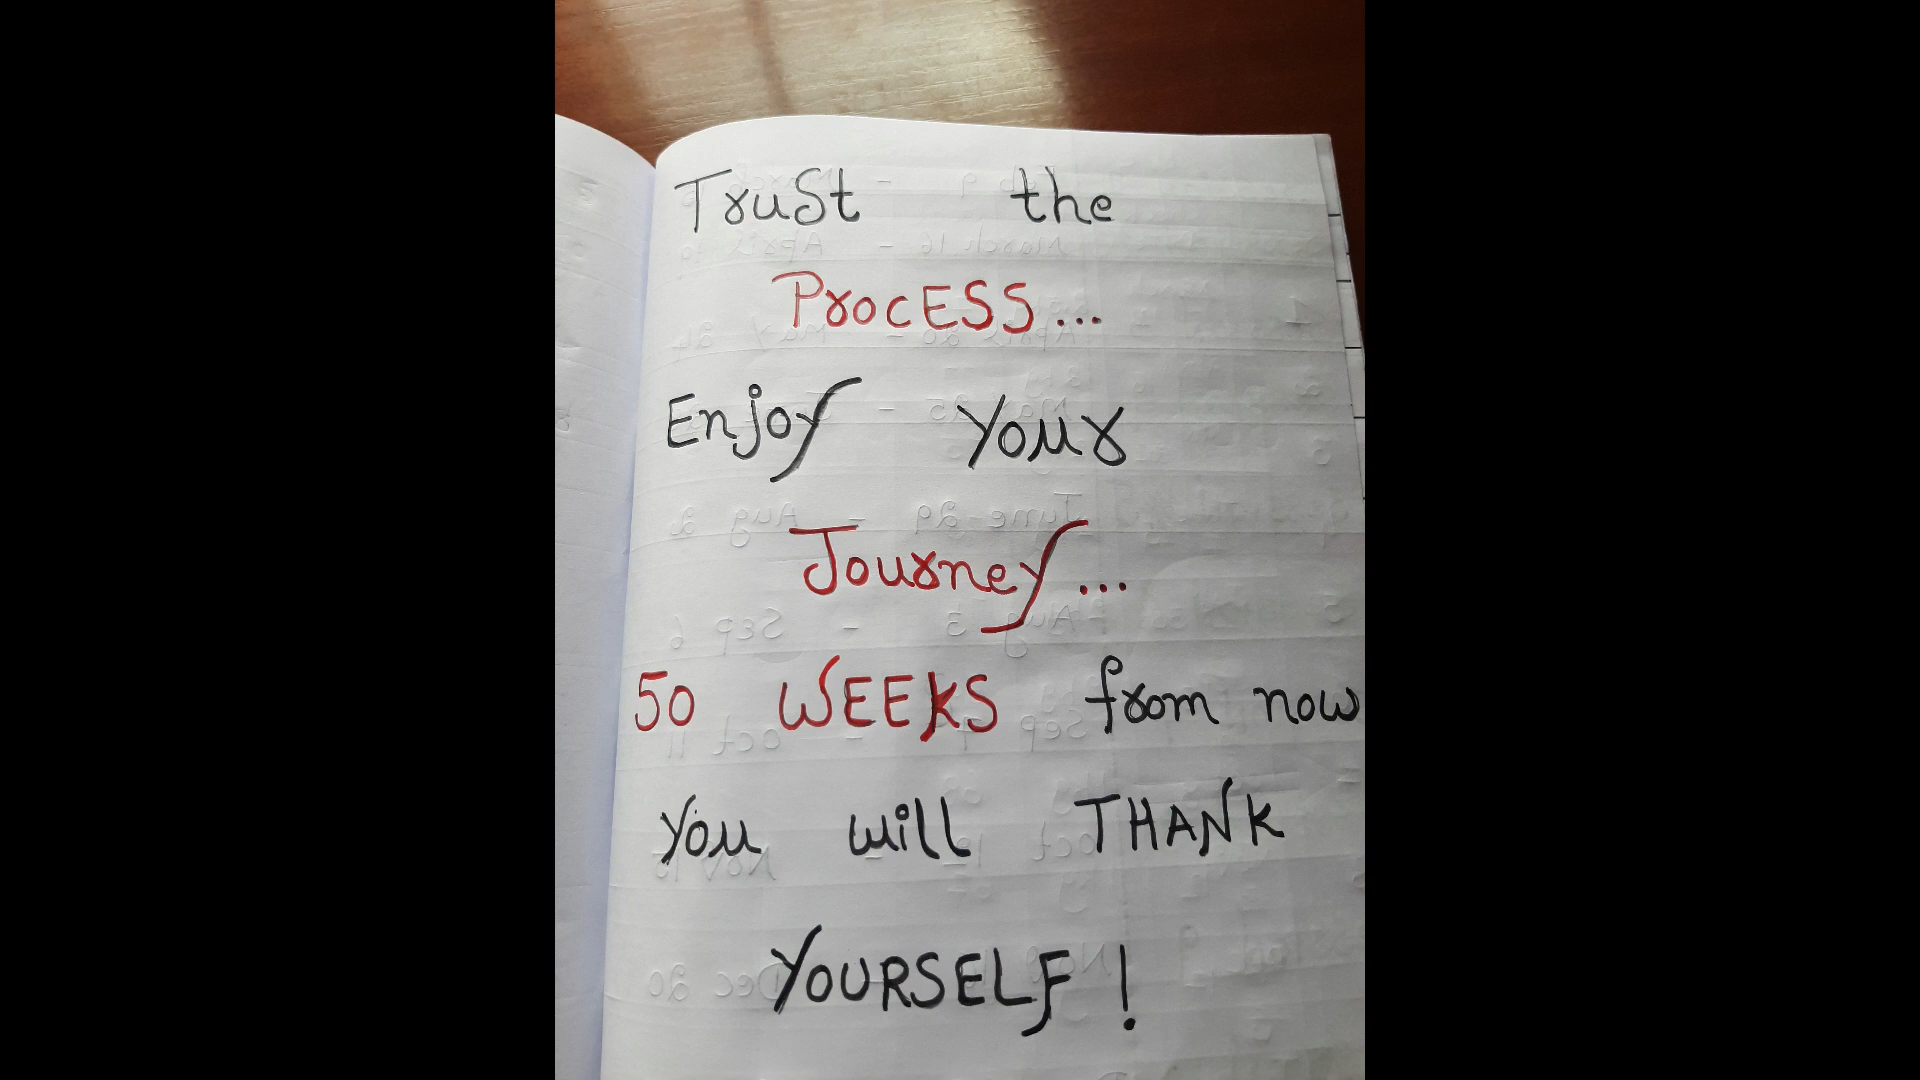 Trust the
Process...
Enjoy your
Journey...
50 WEEKS from now
you will THANK
YOURSELF!